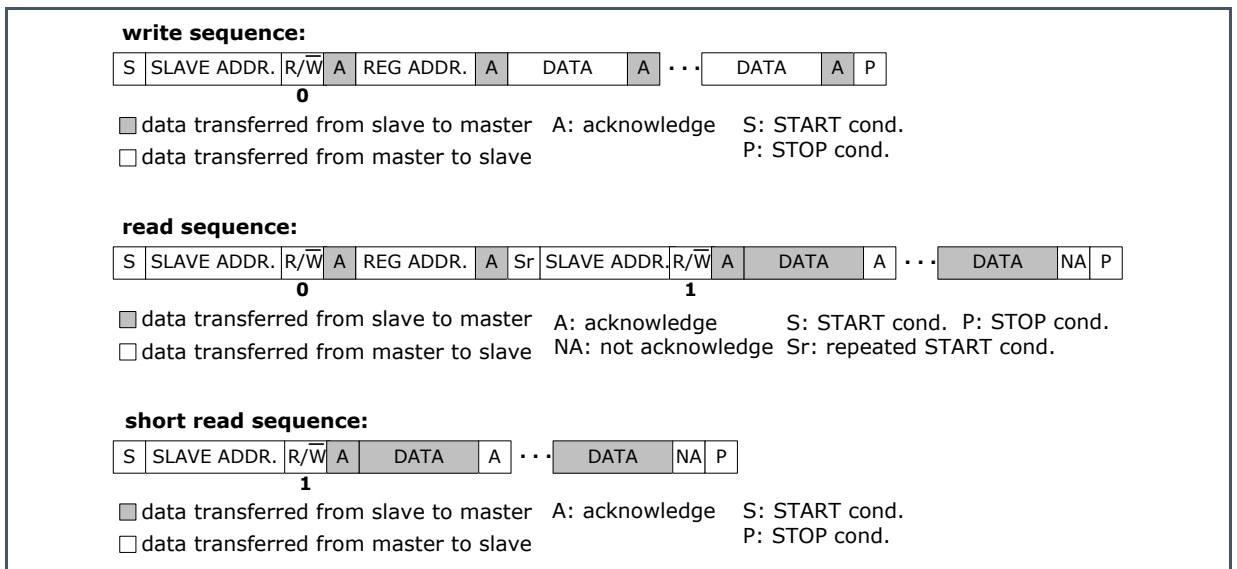 write sequence:
S SLAVE ADDR. R/W̅ A REG ADDR. A DATA A ... DATA A P
0
data transferred from slave to master A: acknowledge S: START cond.
data transferred from master to slave P: STOP cond.
read sequence:
S SLAVE ADDR. R/W̅ A REG ADDR. A Sr SLAVE ADDR. R/W̅ A DATA A ... DATA NA P
0 1
data transferred from slave to master A: acknowledge S: START cond. P: STOP cond.
data transferred from master to slave NA: not acknowledge Sr: repeated START cond.
short read sequence:
S SLAVE ADDR. R/W̅ A DATA A ... DATA NA P
1
data transferred from slave to master A: acknowledge S: START cond.
data transferred from master to slave P: STOP cond.